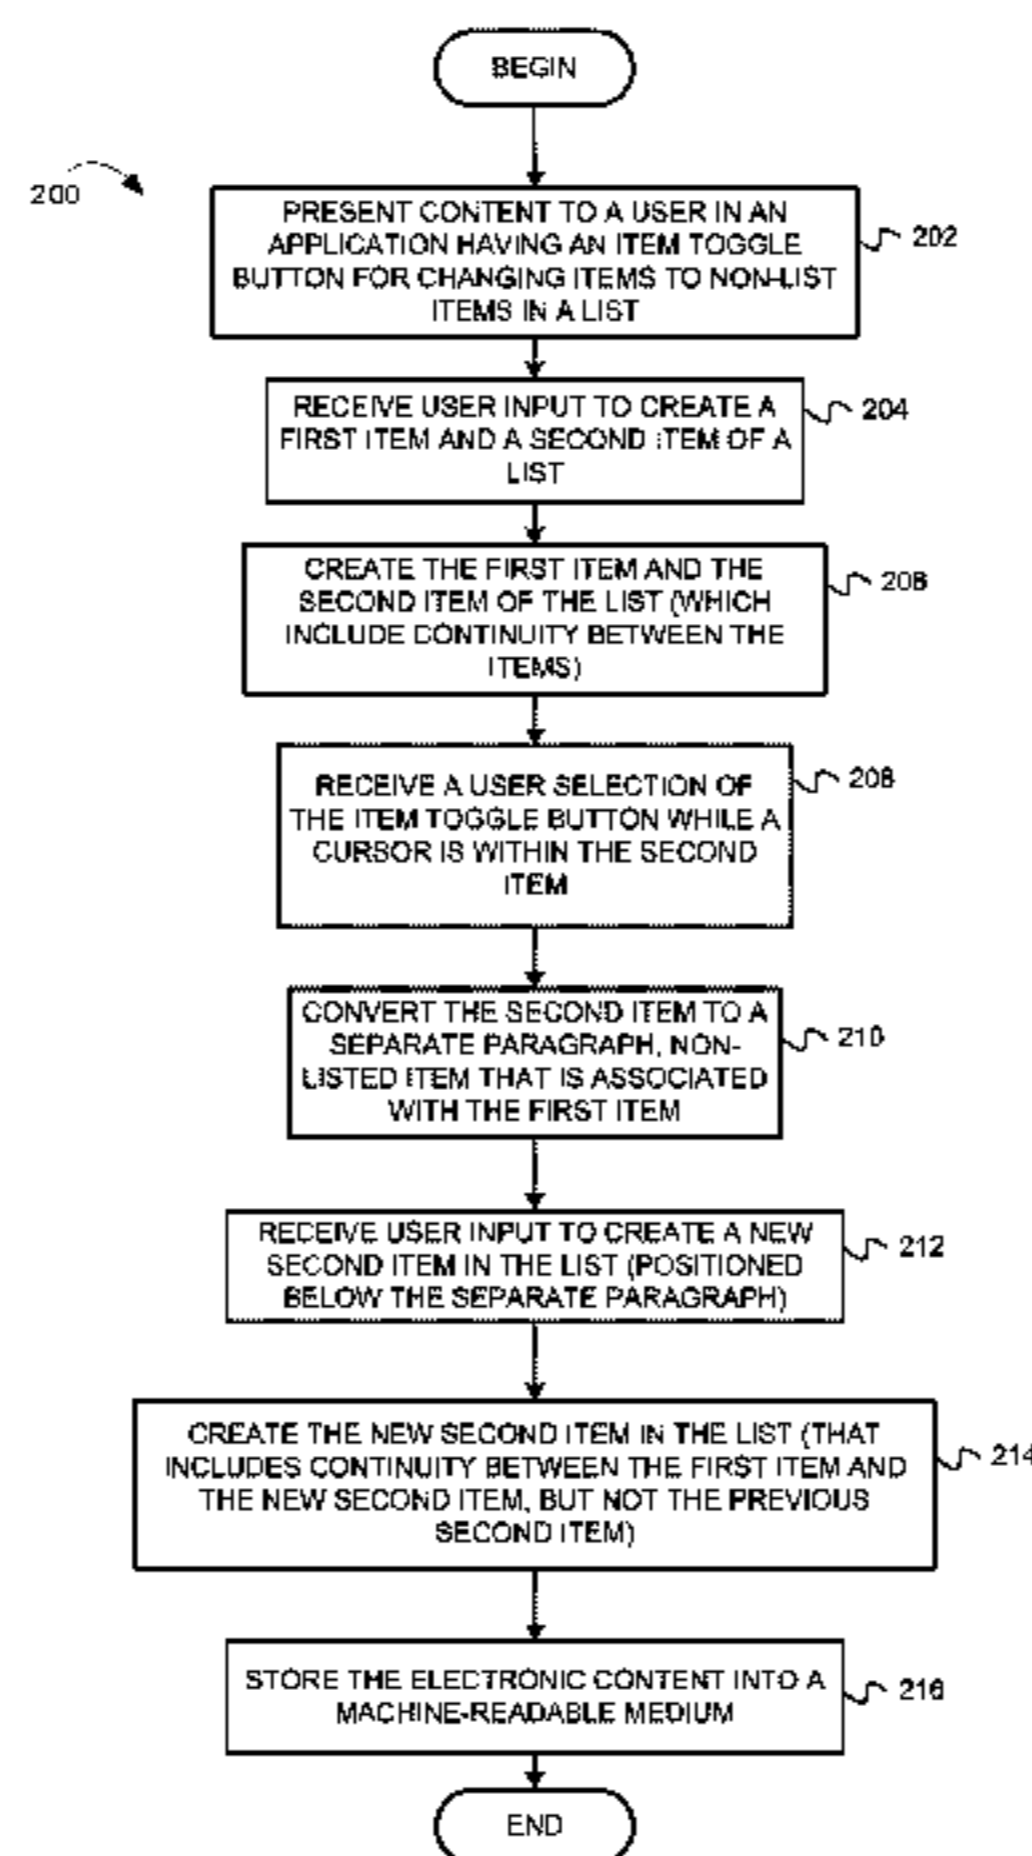 BEGIN
200
PRESENT CONTENT TO A USER IN AN
APPLICATION HAVING AN ITEM TOGGLE
BUTTON FOR CHANGING ITEMS TO NON-LIST
ITEMS IN A LIST
202
RECEIVE USER INPUT TO CREATE A
FIRST ITEM AND A SECOND ITEM OF A
LIST
204
CREATE THE FIRST ITEM AND THE
SECOND ITEM OF THE LIST (WHICH
INCLUDE CONTINUITY BETWEEN THE
ITEMS)
206
RECEIVE A USER SELECTION OF
THE ITEM TOGGLE BUTTON WHILE A
CURSOR IS WITHIN THE SECOND
ITEM
208
CONVERT THE SECOND ITEM TO A
SEPARATE PARAGRAPH, NON-
LISTED ITEM THAT IS ASSOCIATED
WITH THE FIRST ITEM
210
RECEIVE USER INPUT TO CREATE A NEW
SECOND ITEM IN THE LIST (POSITIONED
BELOW THE SEPARATE PARAGRAPH)
212
CREATE THE NEW SECOND ITEM IN THE LIST (THAT
INCLUDES CONTINUITY BETWEEN THE FIRST ITEM AND
THE NEW SECOND ITEM, BUT NOT THE PREVIOUS
SECOND ITEM)
214
STORE THE ELECTRONIC CONTENT INTO A
MACHINE-READABLE MEDIUM
216
END